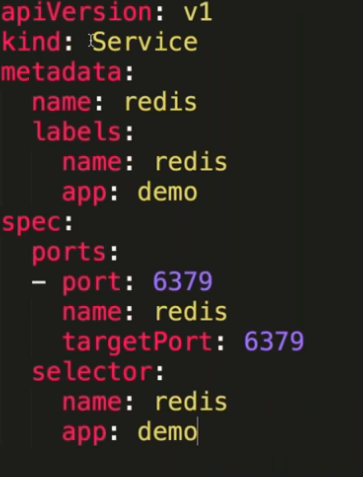 apiVersion: v1
kind: Service
metadata:
  name: redis
  labels:
    name: redis
    app: demo
spec:
  ports:
  - port: 6379
    name: redis
    targetPort: 6379
  selector:
    name: redis
    app: demo